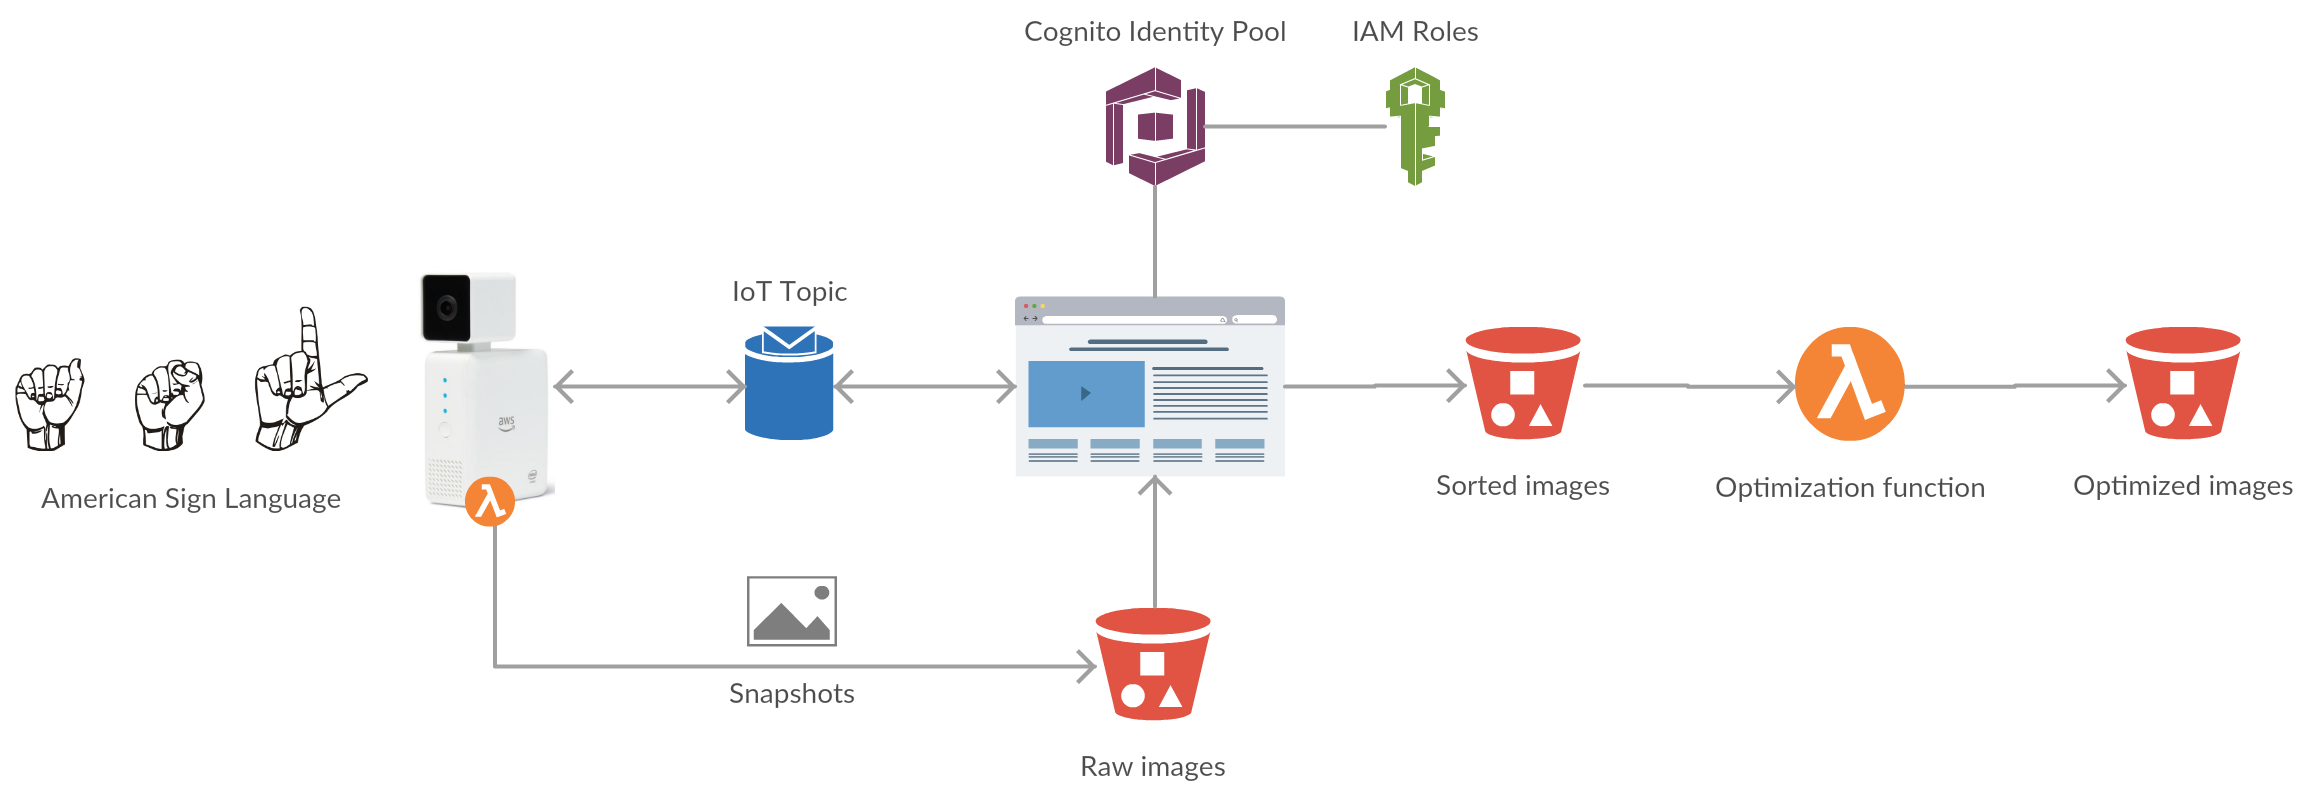 Cognito Identity Pool
IAM Roles
IoT Topic
aws
American Sign Language
Sorted images
Optimization function
Optimized images
Snapshots
Raw images